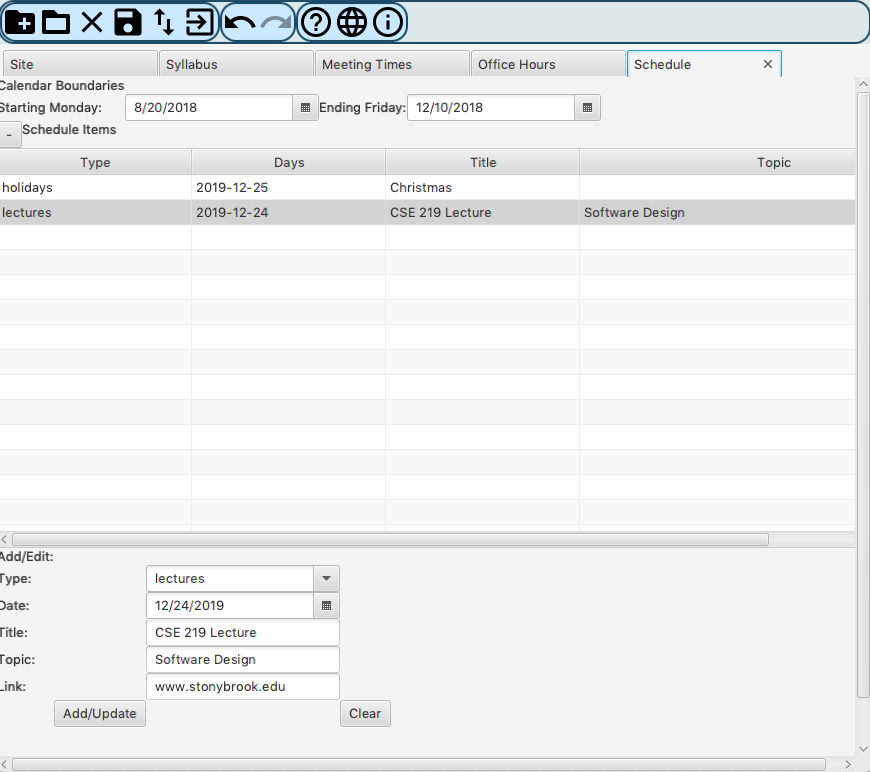 Site Syllabus Meeting Times Office Hours Schedule
Calendar Boundaries
Starting Monday: 8/20/2018 Ending Friday: 12/10/2018
- Schedule Items
Type Days Title Topic
holidays 2019-12-25 Christmas
lectures 2019-12-24 CSE 219 Lecture Software Design
Add/Edit:
Type: lectures
Date: 12/24/2019
Title: CSE 219 Lecture
Topic: Software Design
Link: www.stonybrook.edu
Add/Update Clear